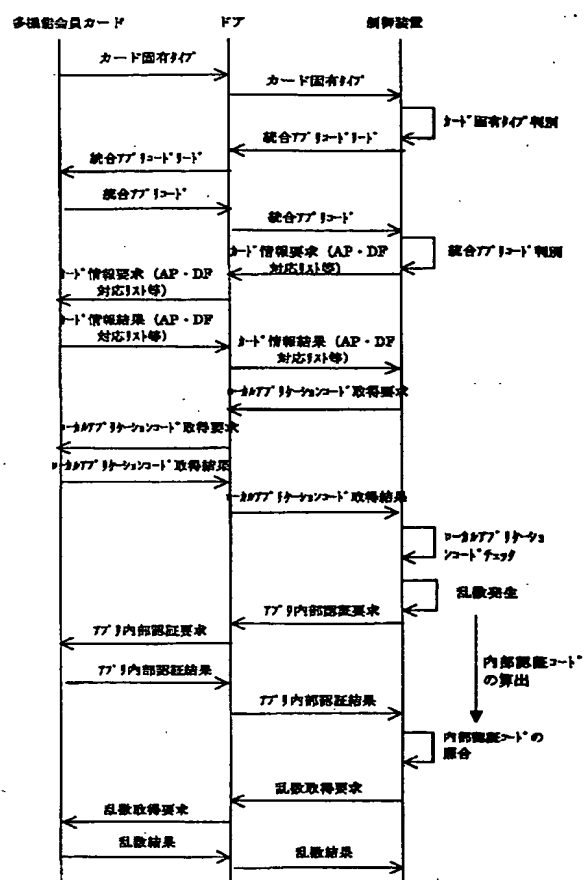 多機能会員カード
ドア
制御装置
カード固有タイプ
カード固有タイプ
カード固有タイプ判別
統合アプリコードリード
統合アプリコードリード
統合アプリコード
統合アプリコード
統合アプリコード判別
カード情報要求（AP・DF
対応リスト等）
カード情報要求（AP・DF
対応リスト等）
カード情報結果（AP・DF
対応リスト等）
カード情報結果（AP・DF
対応リスト等）
ローカルアプリケーションコード取得要求
ローカルアプリケーションコード取得要求
ローカルアプリケーションコード取得結果
ローカルアプリケーションコード取得結果
ローカルアプリケーショ
ンコードチェック
乱数発生
アプリ内部認証要求
アプリ内部認証要求
内部認証コード
の算出
アプリ内部認証結果
アプリ内部認証結果
内部認証コードの
照合
乱数取得要求
乱数取得要求
乱数結果
乱数結果